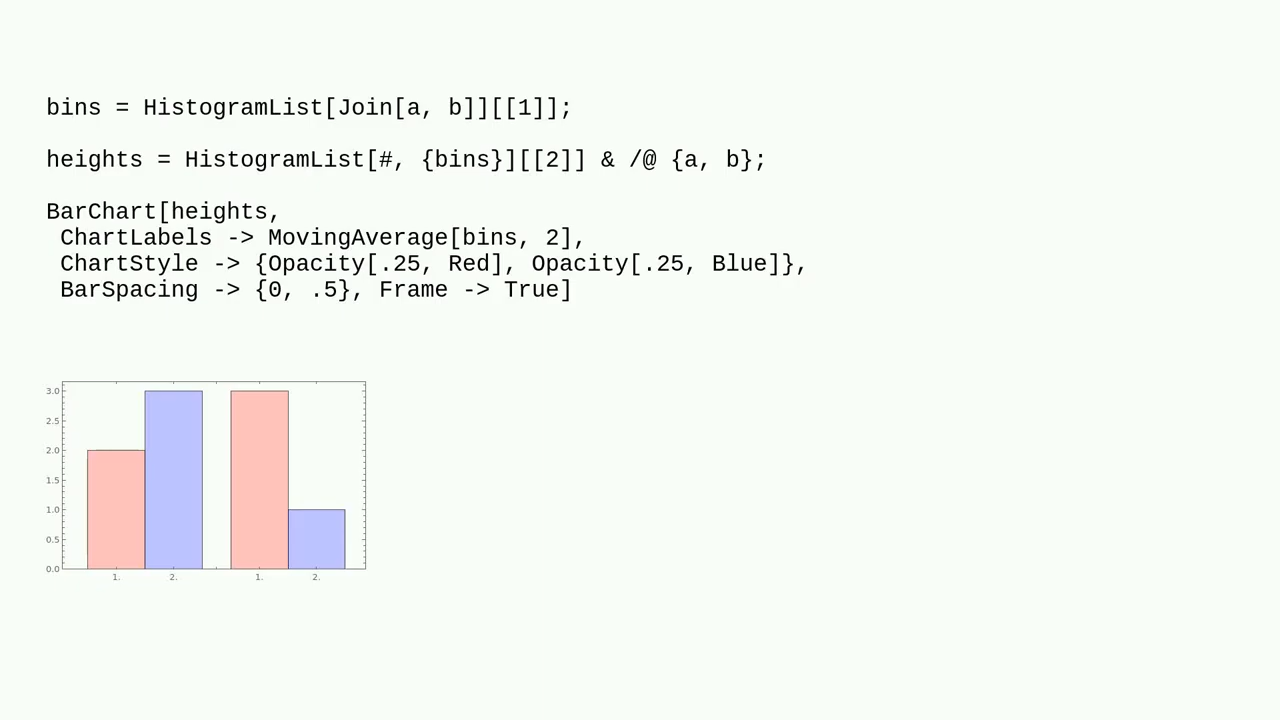 bins = HistogramList[Join[a, b]][[1]];
heights = HistogramList[#, {bins}][[2]] & /@ {a, b};
BarChart[heights,
ChartLabels -> MovingAverage[bins, 2],
ChartStyle -> {Opacity[.25, Red], Opacity[.25, Blue]},
BarSpacing -> {0, .5}, Frame -> True]
3.0
2.5
2.0
1.5
1.0
0.5
0.0
1. 2. 1. 2.